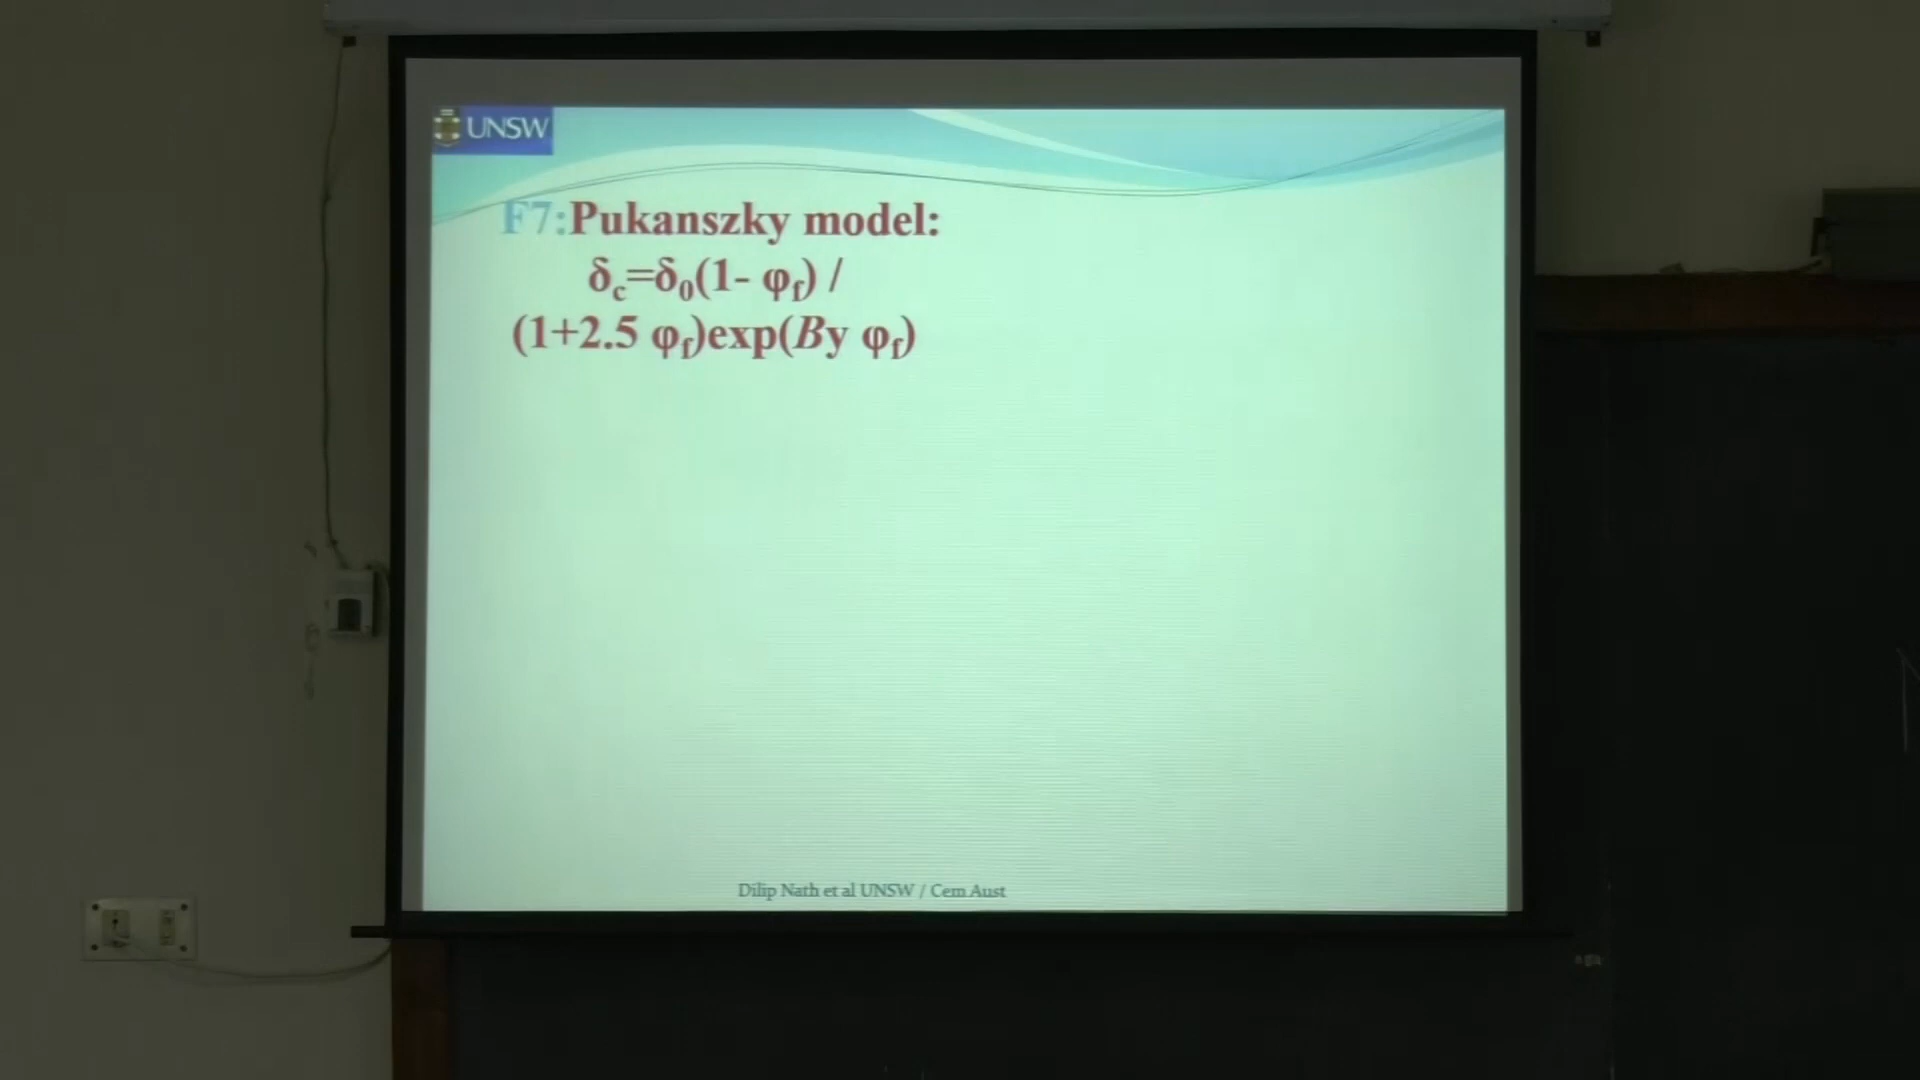 UNSW
F7:Pukanszky model:
δc=δ0(1- φf) /
(1+2.5 φf)exp(By φf)
Dilip Nath et al UNSW / Cem Aust